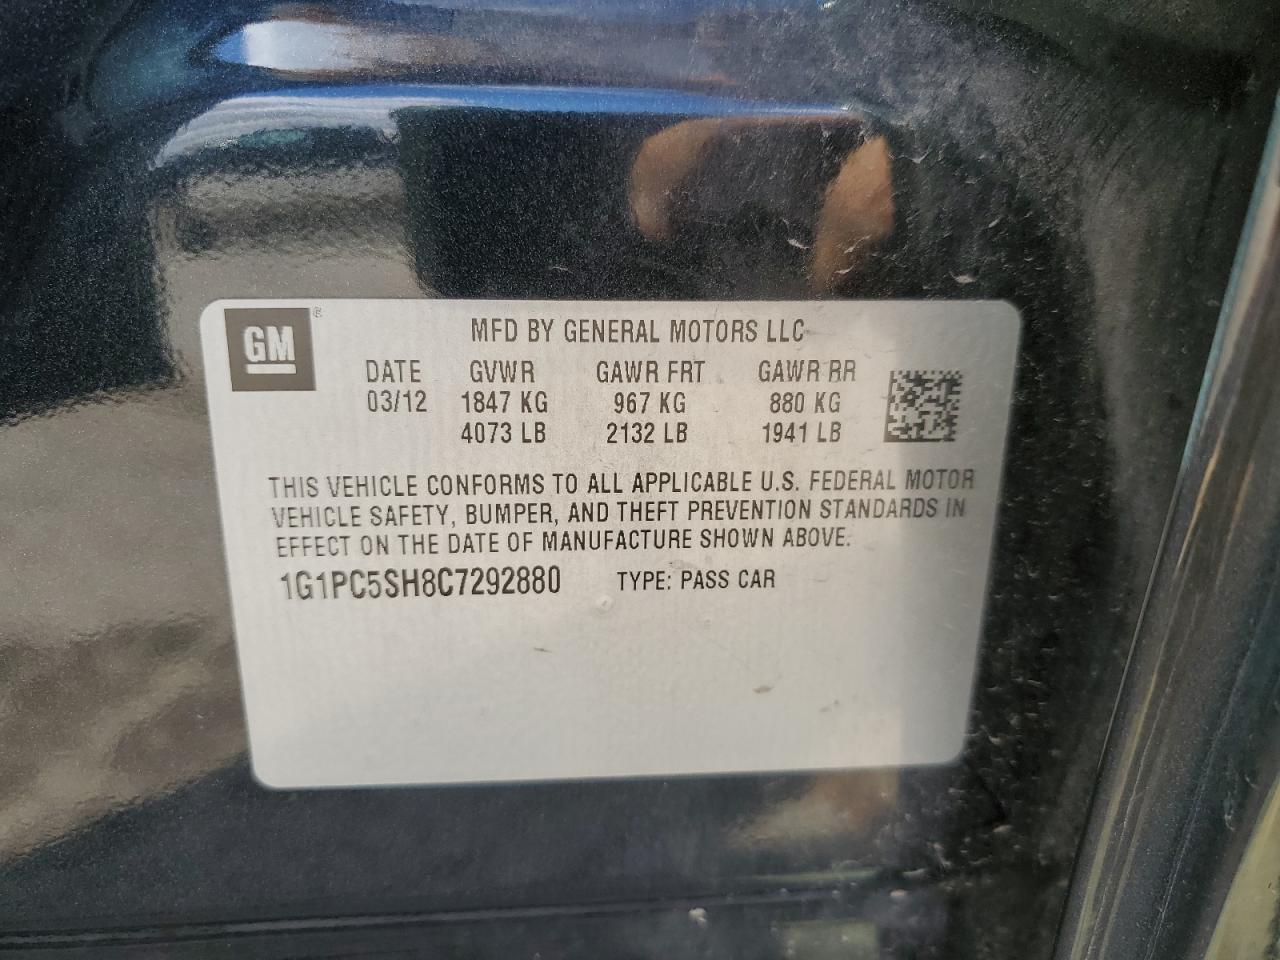 GM®
MFD BY GENERAL MOTORS LLC
DATE GVWR GAWR FRT GAWR RR
03/12 1847 KG 967 KG 880 KG
4073 LB 2132 LB 1941 LB
THIS VEHICLE CONFORMS TO ALL APPLICABLE U.S. FEDERAL MOTOR
VEHICLE SAFETY, BUMPER, AND THEFT PREVENTION STANDARDS IN
EFFECT ON THE DATE OF MANUFACTURE SHOWN ABOVE.
1G1PC5SH8C7292880 TYPE: PASS CAR